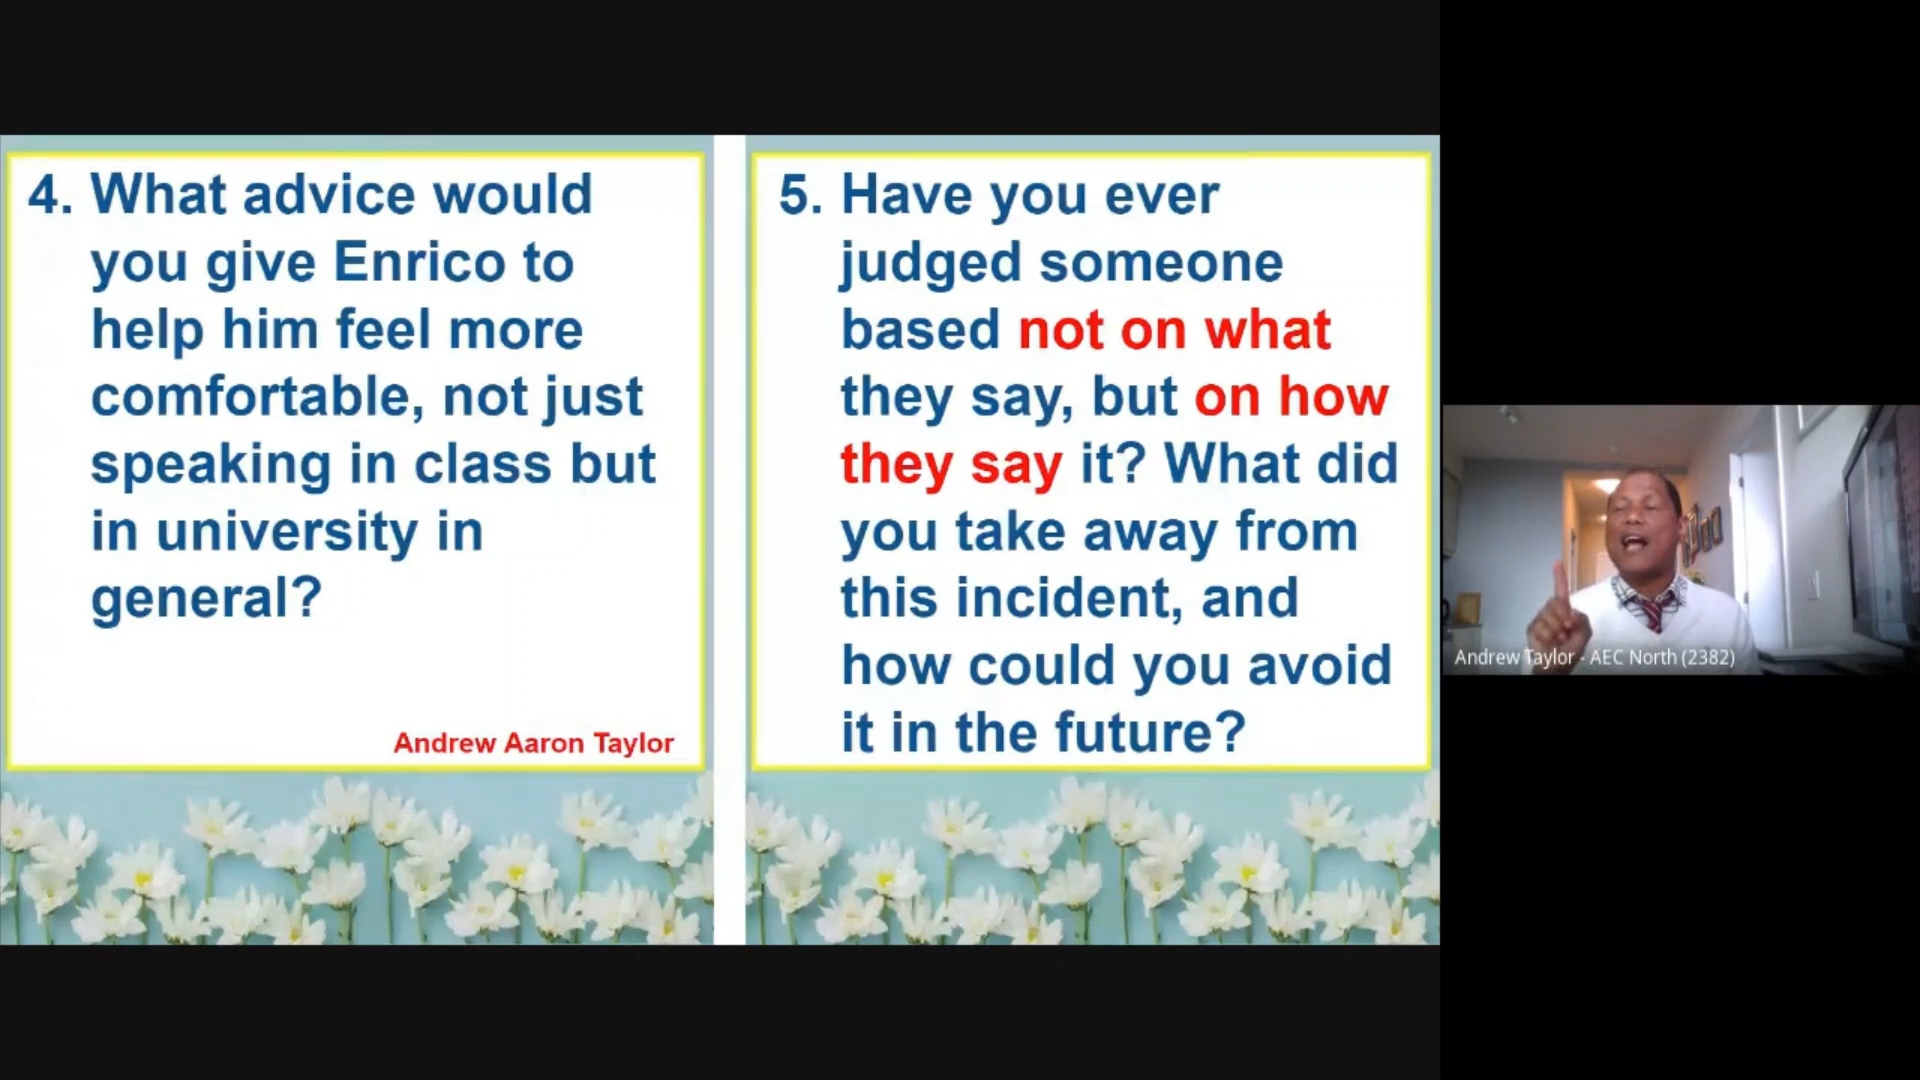 4. What advice would
you give Enrico to
help him feel more
comfortable, not just
speaking in class but
in university in
general?
Andrew Aaron Taylor
5. Have you ever
judged someone
based not on what
they say, but on how
they say it? What did
you take away from
this incident, and
how could you avoid
it in the future?
Andrew Taylor - AEC North (2382)